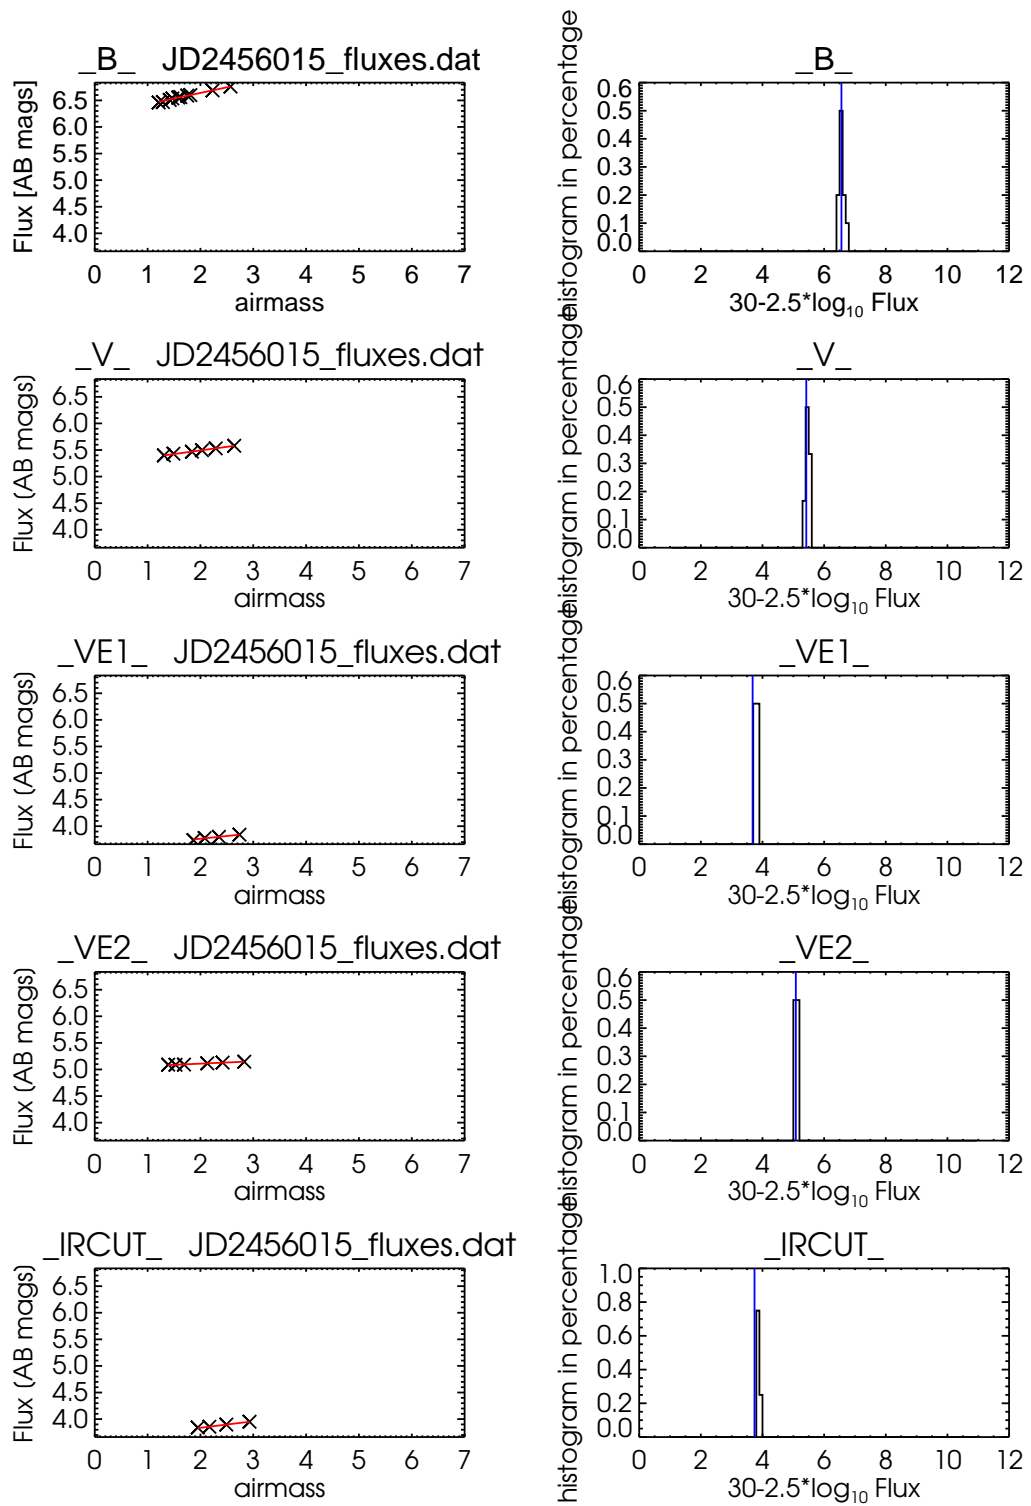 _B_ JD2456015_fluxes.dat
Flux [AB mags]
6.5
6.0
5.5
5.0
4.5
4.0
0 1 2 3 4 5 6 7
airmass
_B_
histogram in percentage
0.6
0.5
0.4
0.3
0.2
0.1
0.0
0 2 4 6 8 10 12
30-2.5*log10 Flux
_V_ JD2456015_fluxes.dat
Flux (AB mags)
6.5
6.0
5.5
5.0
4.5
4.0
0 1 2 3 4 5 6 7
airmass
_V_
histogram in percentage
0.6
0.5
0.4
0.3
0.2
0.1
0.0
0 2 4 6 8 10 12
30-2.5*log10 Flux
_VE1_ JD2456015_fluxes.dat
Flux (AB mags)
6.5
6.0
5.5
5.0
4.5
4.0
0 1 2 3 4 5 6 7
airmass
_VE1_
histogram in percentage
0.6
0.5
0.4
0.3
0.2
0.1
0.0
0 2 4 6 8 10 12
30-2.5*log10 Flux
_VE2_ JD2456015_fluxes.dat
Flux (AB mags)
6.5
6.0
5.5
5.0
4.5
4.0
0 1 2 3 4 5 6 7
airmass
_VE2_
histogram in percentage
0.6
0.5
0.4
0.3
0.2
0.1
0.0
0 2 4 6 8 10 12
30-2.5*log10 Flux
_IRCUT_ JD2456015_fluxes.dat
Flux (AB mags)
6.5
6.0
5.5
5.0
4.5
4.0
0 1 2 3 4 5 6 7
airmass
_IRCUT_
histogram in percentage
1.0
0.8
0.6
0.4
0.2
0.0
0 2 4 6 8 10 12
30-2.5*log10 Flux